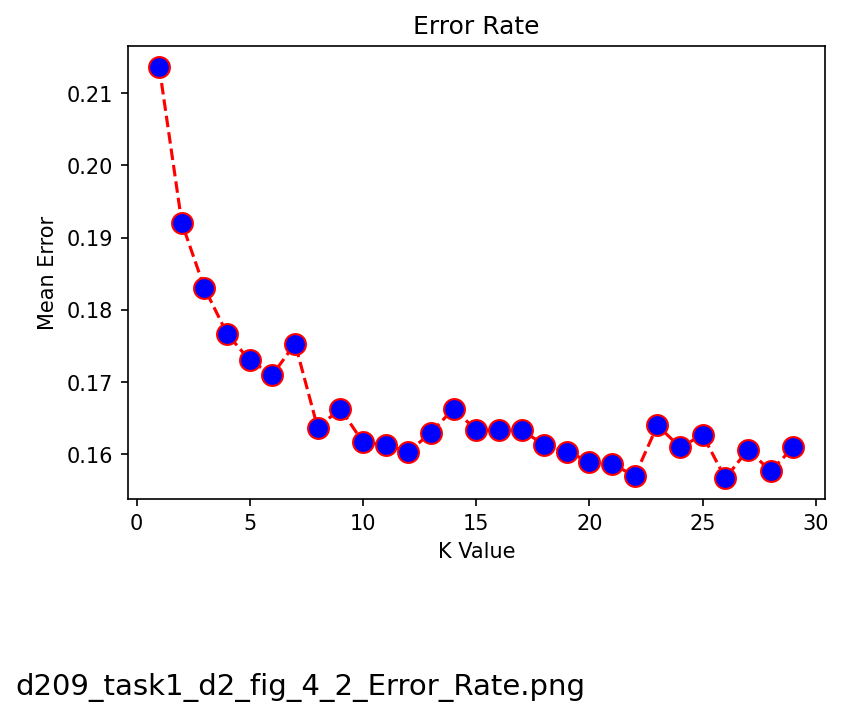 Error Rate
Mean Error
0.21
0.20
0.19
0.18
0.17
0.16
0 5 10 15 20 25 30
K Value
d209_task1_d2_fig_4_2_Error_Rate.png